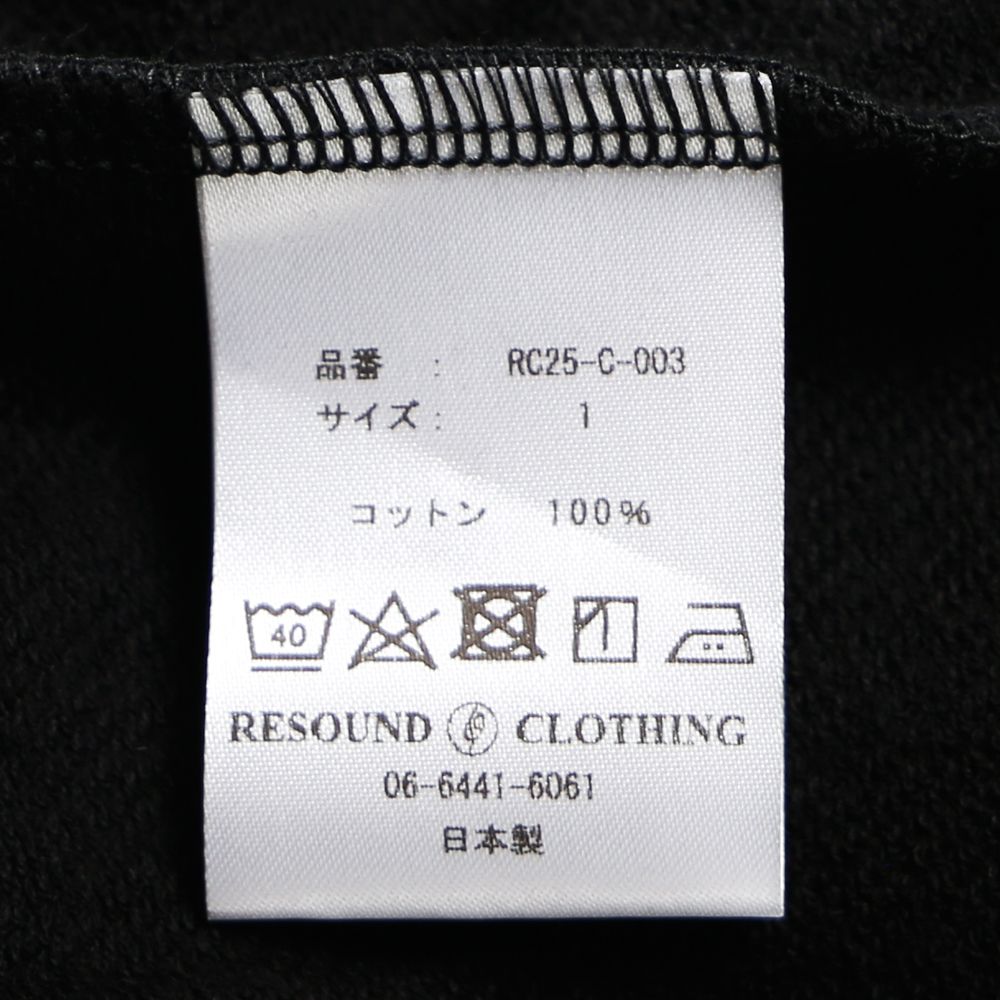 品番 : RC25-C-003
サイズ : 1
コットン 100%
40
RESOUND CLOTHING
06-6441-6061
日本製